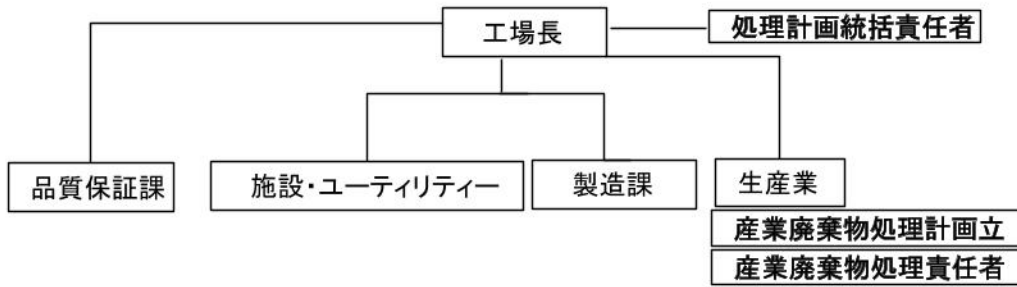 工場長
処理計画統括責任者
品質保証課
施設・ユーティリティー
製造課
生産業
産業廃棄物処理計画立
産業廃棄物処理責任者